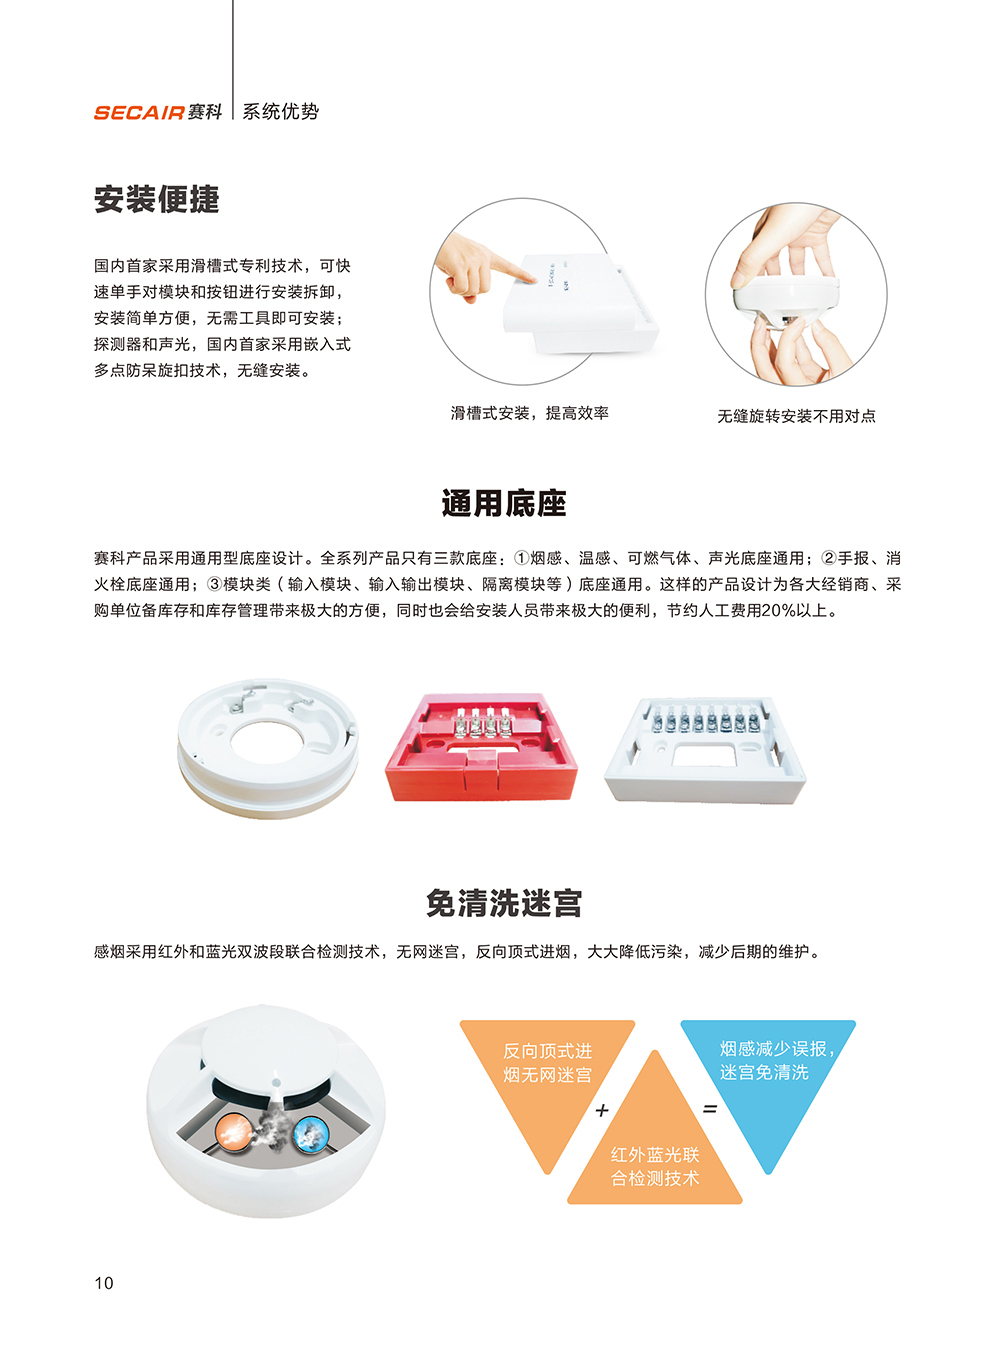 SECAIR赛科 系统优势
安装便捷
国内首家采用滑槽式专利技术，可快
速单手对模块和按钮进行安装拆卸，
安装简单方便，无需工具即可安装；
探测器和声光，国内首家采用嵌入式
多点防呆旋扣技术，无缝安装。
滑槽式安装，提高效率
无缝旋转安装不用对点
通用底座
赛科产品采用通用型底座设计。全系列产品只有三款底座：①烟感、温感、可燃气体、声光底座通用；②手报、消
火栓底座通用；③模块类（输入模块、输入输出模块、隔离模块等）底座通用。这样的产品设计为各大经销商、采
购单位备库存和库存管理带来极大的方便，同时也会给安装人员带来极大的便利，节约人工费用20%以上。
免清洗迷宫
感烟采用红外和蓝光双波段联合检测技术，无网迷宫，反向顶式进烟，大大降低污染，减少后期的维护。
反向顶式进
烟无网迷宫
+
红外蓝光联
合检测技术
=
烟感减少误报，
迷宫免清洗
10